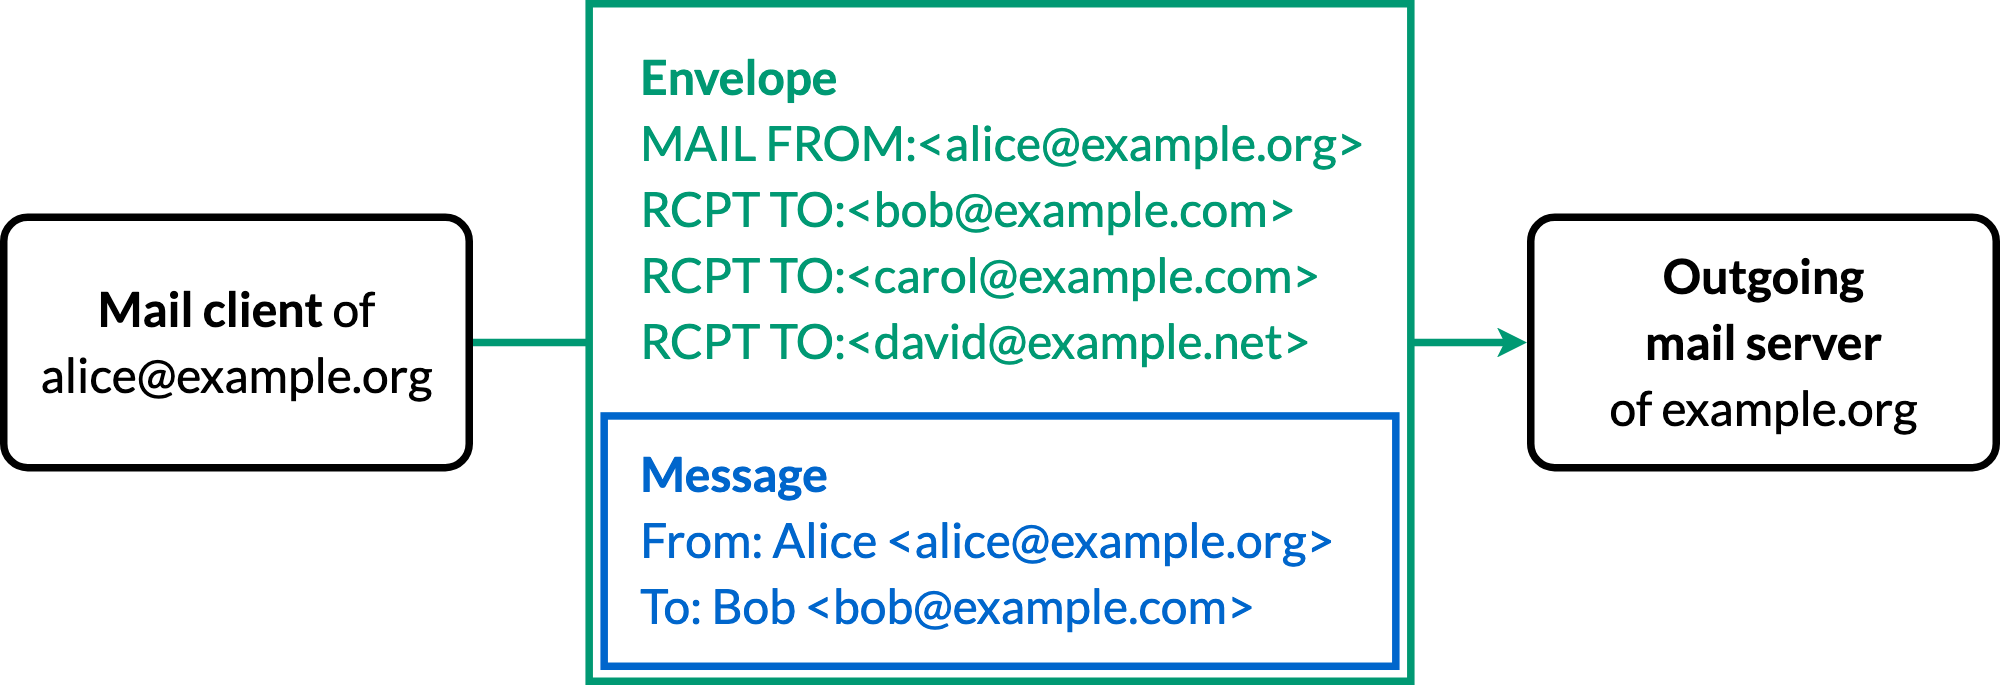 Mail client of
alice@example.org
Envelope
MAIL FROM:<alice@example.org>
RCPT TO:<bob@example.com>
RCPT TO:<carol@example.com>
RCPT TO:<david@example.net>
Message
From: Alice <alice@example.org>
To: Bob <bob@example.com>
Outgoing
mail server
of example.org